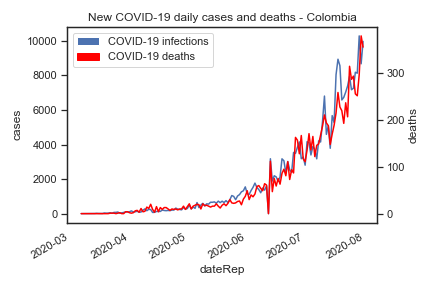 New COVID-19 daily cases and deaths - Colombia
COVID-19 infections
COVID-19 deaths
10000
8000
6000
4000
2000
0
cases
300
200
100
0
deaths
2020-03
2020-04
2020-05
2020-06
2020-07
2020-08
dateRep